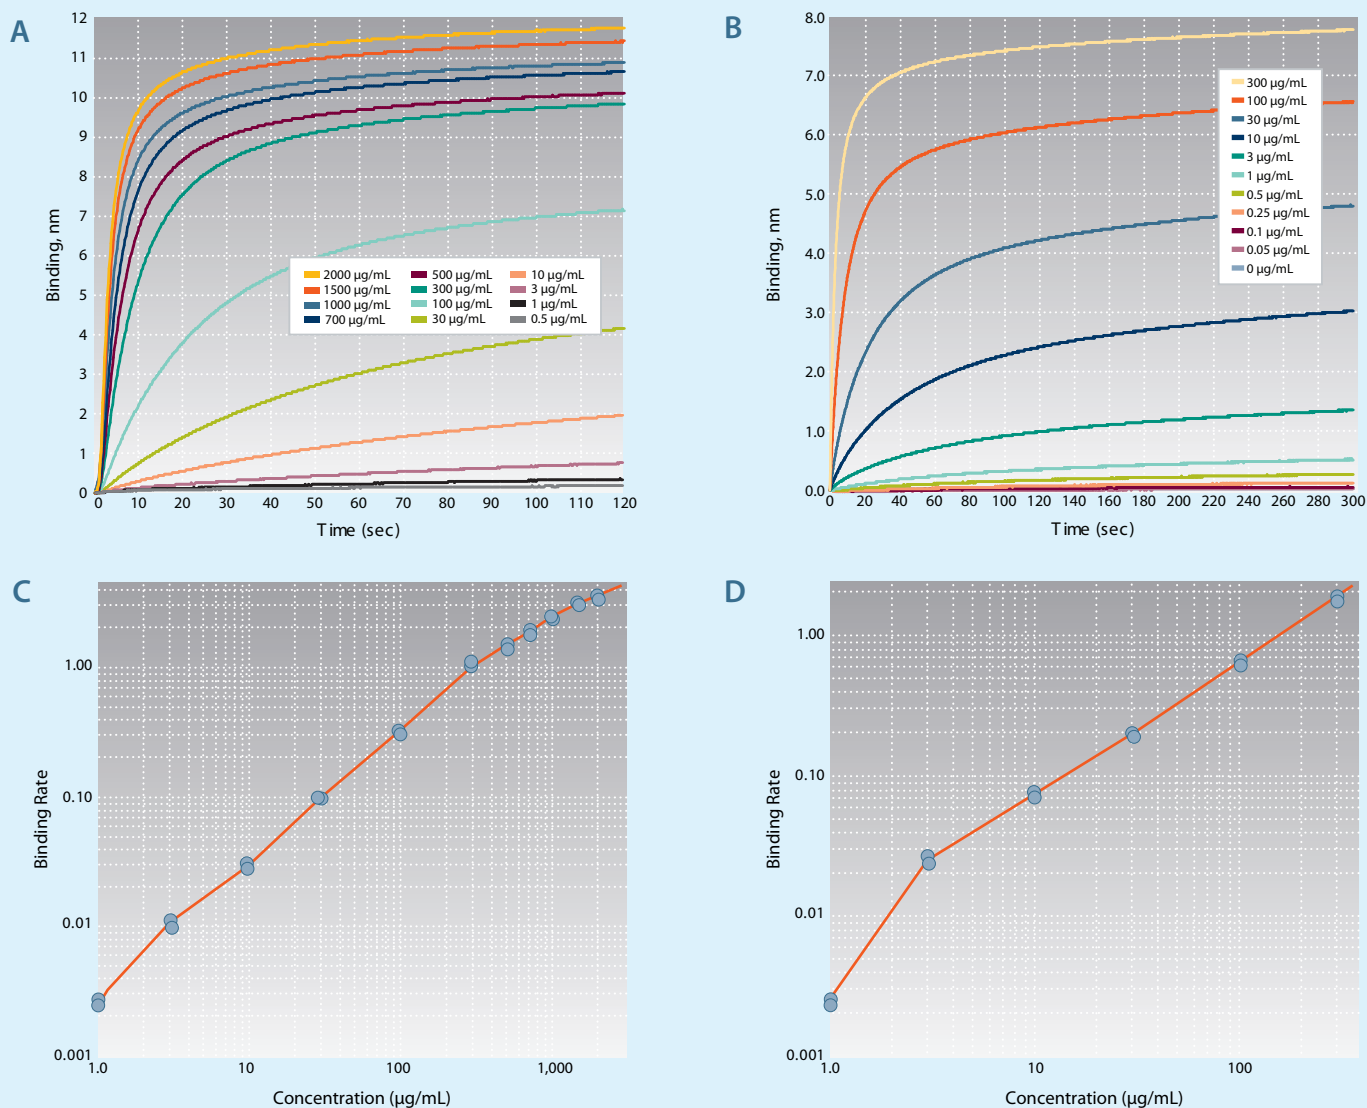 A
12
11
10
9
8
7
6
5
4
3
2
1
0
Binding, nm
2000 µg/mL
1500 µg/mL
1000 µg/mL
700 µg/mL
500 µg/mL
300 µg/mL
100 µg/mL
30 µg/mL
10 µg/mL
3 µg/mL
1 µg/mL
0.5 µg/mL
0 10 20 30 40 50 60 70 80 90 100 110 120
Time (sec)
B
8.0
7.0
6.0
5.0
4.0
3.0
2.0
1.0
0.0
Binding, nm
300 µg/mL
100 µg/mL
30 µg/mL
10 µg/mL
3 µg/mL
1 µg/mL
0.5 µg/mL
0.25 µg/mL
0.1 µg/mL
0.05 µg/mL
0 µg/mL
0 20 40 60 80 100 120 140 160 180 200 220 240 260 280 300
Time (sec)
C
1.00
0.10
0.01
0.001
Binding Rate
1.0 10 100 1,000
Concentration (µg/mL)
D
1.00
0.10
0.01
0.001
Binding Rate
1.0 10 100
Concentration (µg/mL)